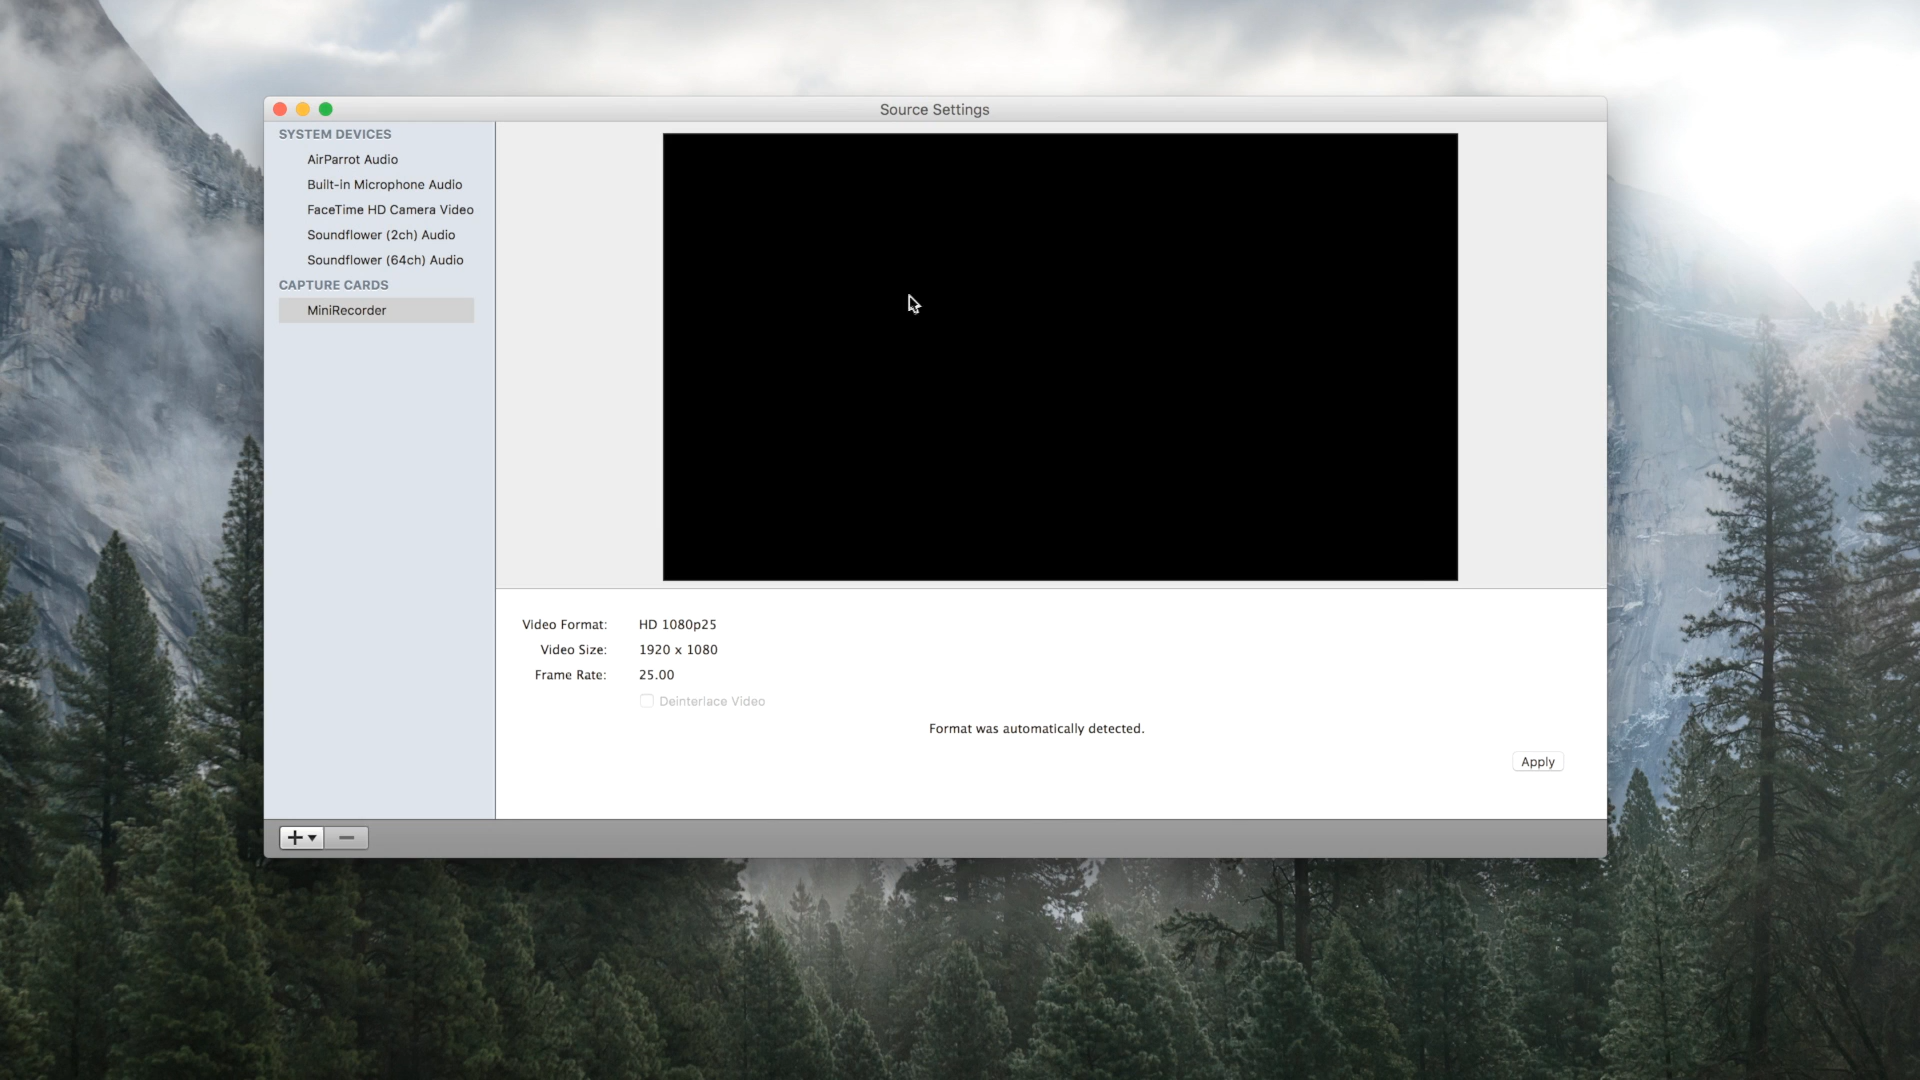 Source Settings
SYSTEM DEVICES
AirParrot Audio
Built-in Microphone Audio
FaceTime HD Camera Video
Soundflower (2ch) Audio
Soundflower (64ch) Audio
CAPTURE CARDS
MiniRecorder
Video Format: HD 1080p25
Video Size: 1920 x 1080
Frame Rate: 25.00
Deinterlace Video
Format was automatically detected.
Apply